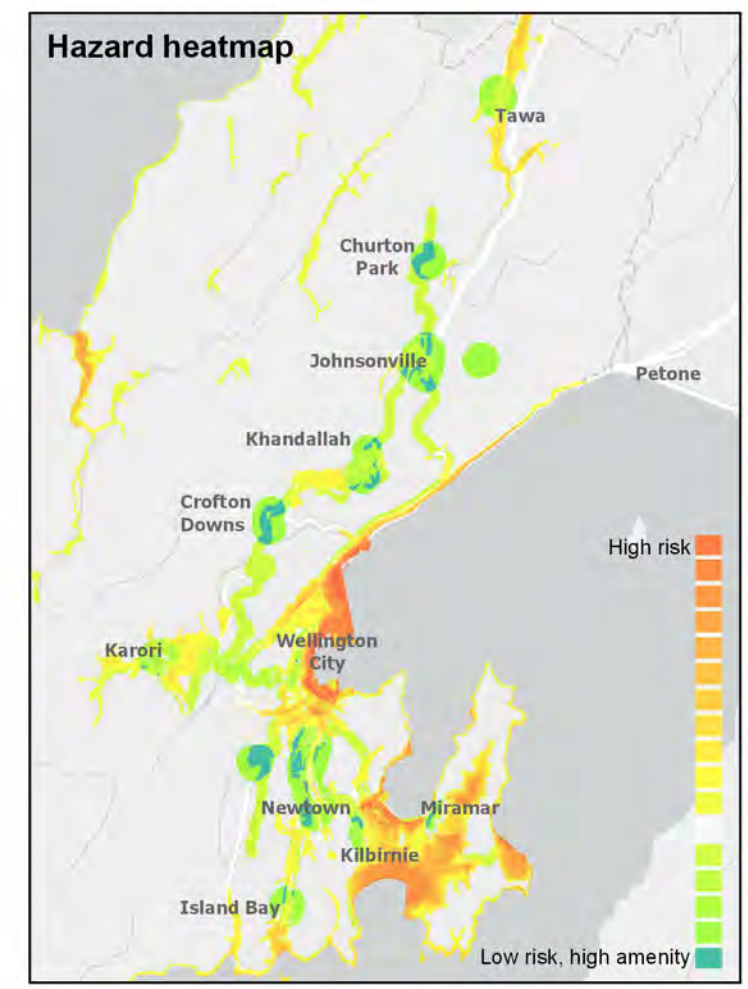 Hazard heatmap
Tawa
Churton
Park
Johnsonville
Petone
Khandallah
Crofton
Downs
High risk
Karori
Wellington
City
Newtown
Miramar
Kilbirnie
Island Bay
Low risk, high amenity